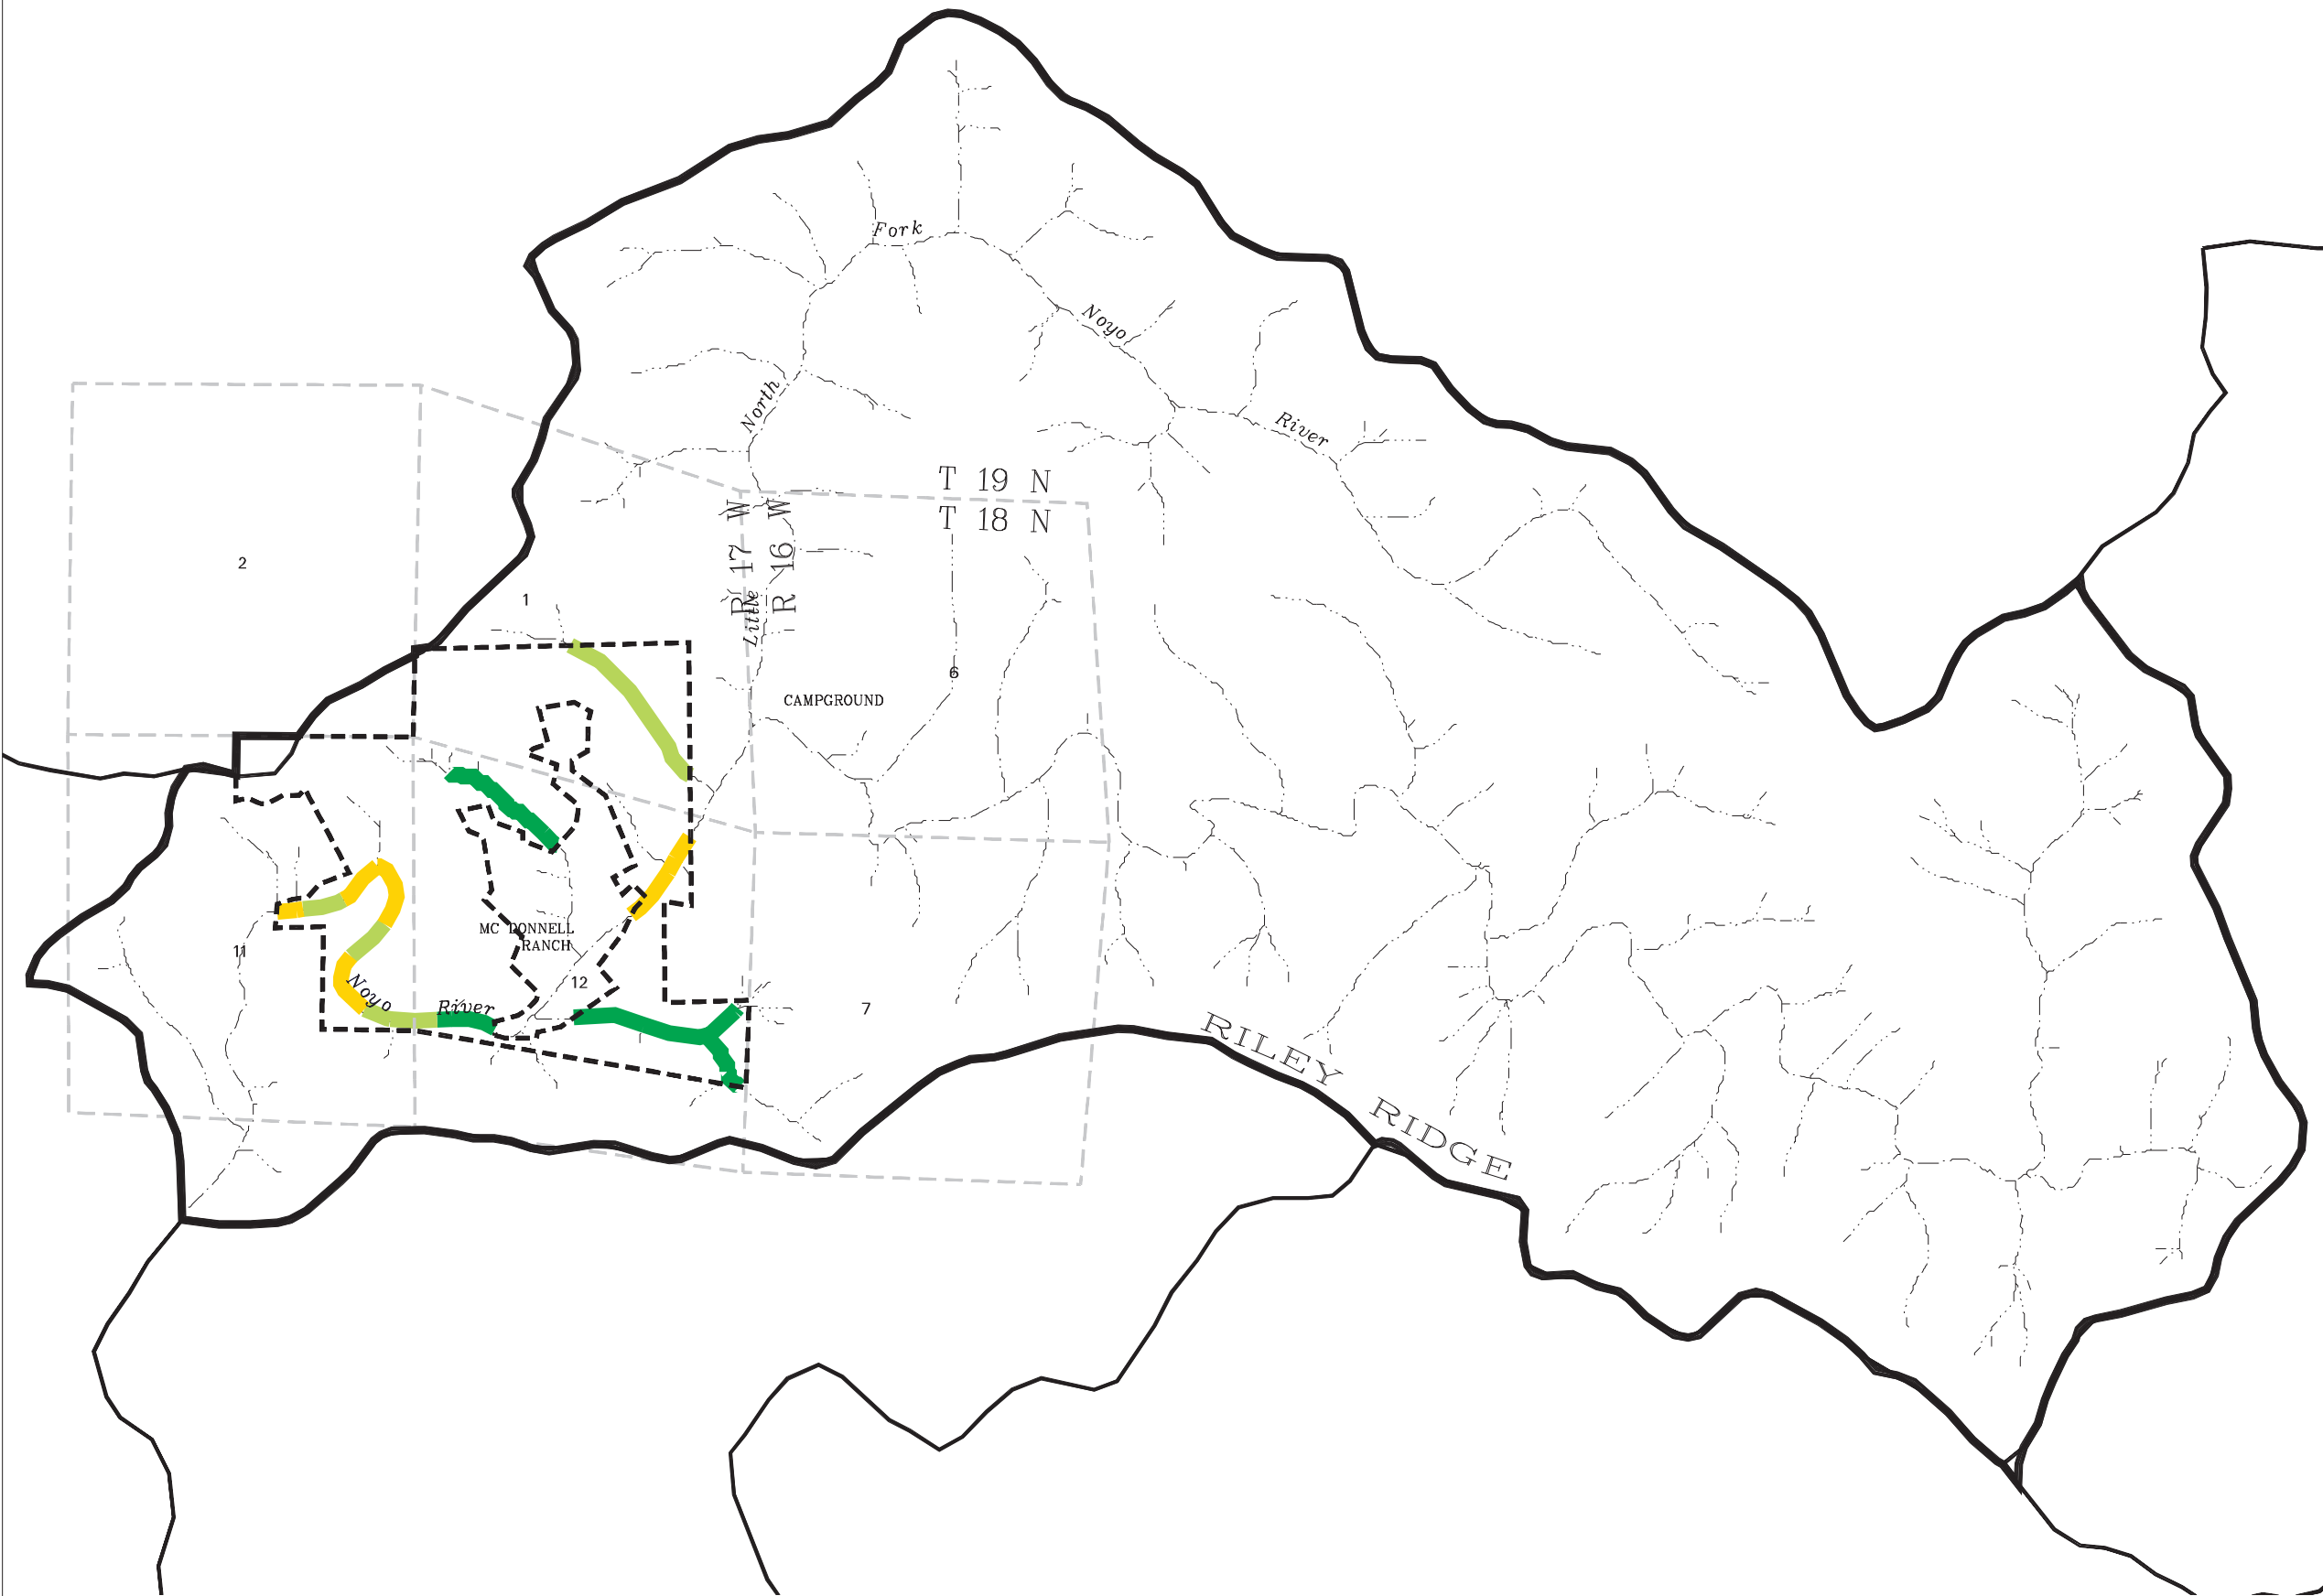 Fork
Noyo
North
River
T 19 N
T 18 N
R 17 W
R 16 W
2
1
Little
6
CAMPGROUND
11
MC DONNELL
RANCH
12
Noyo
River
7
RILEY
RIDGE